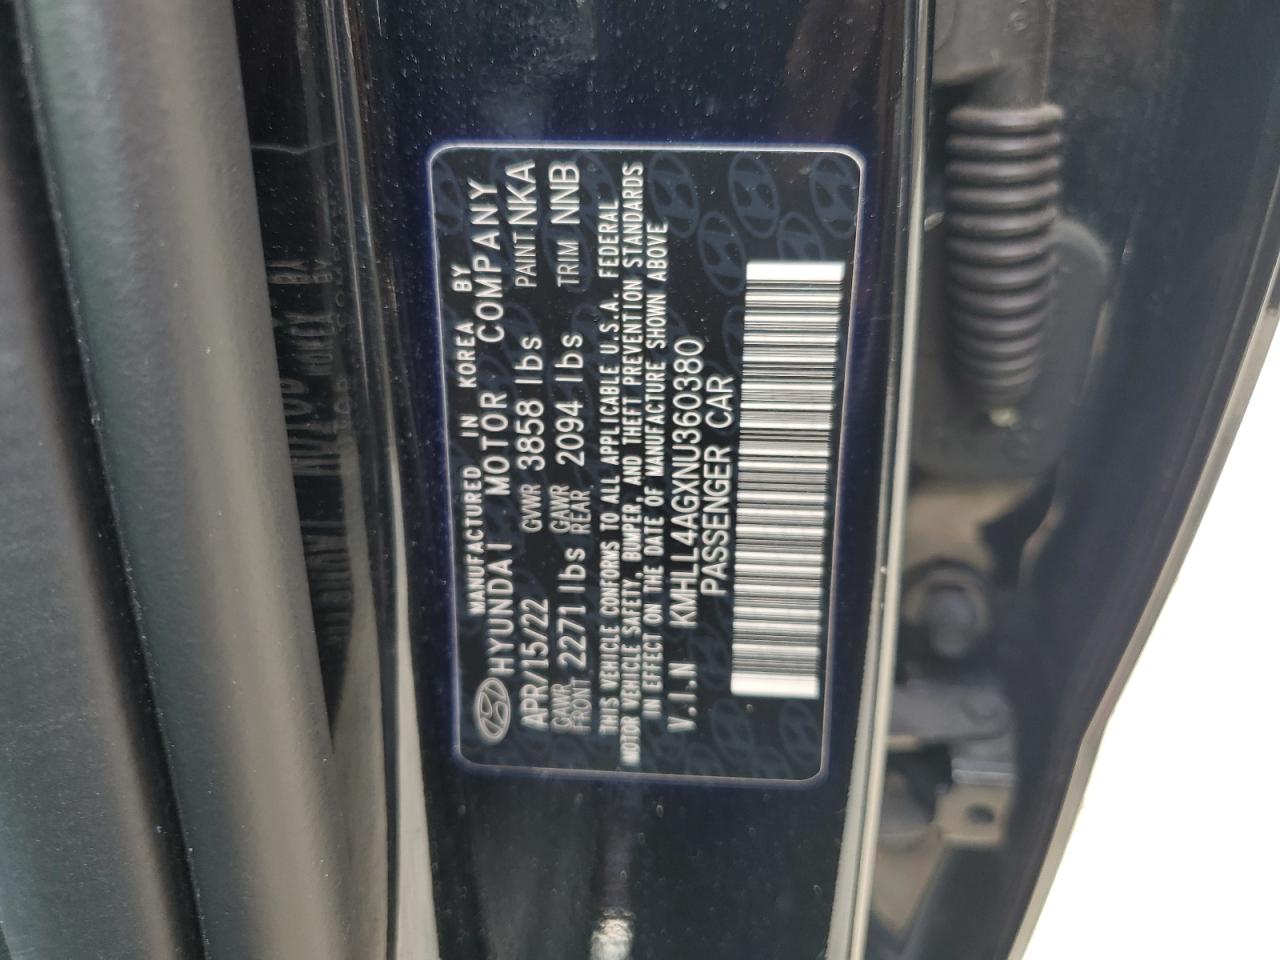 MANUFACTURED IN KOREA BY
HYUNDAI MOTOR COMPANY
APR/15/22 GVWR 3858 lbs PAINT NKA
GAWR FRONT 2271 lbs GAWR REAR 2094 lbs TRIM NNB
THIS VEHICLE CONFORMS TO ALL APPLICABLE U.S.A. FEDERAL
MOTOR VEHICLE SAFETY, BUMPER, AND THEFT PREVENTION STANDARDS
IN EFFECT ON THE DATE OF MANUFACTURE SHOWN ABOVE
V.I.N KMHLL4AGXNU360380
PASSENGER CAR